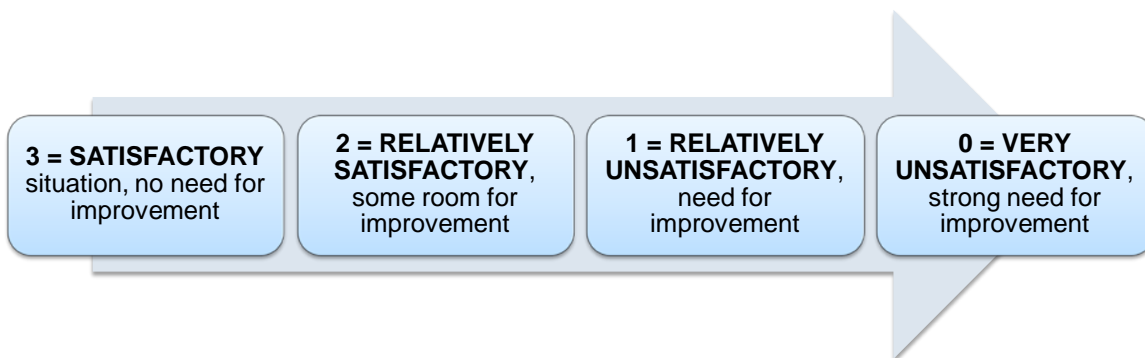 3 = SATISFACTORY
situation, no need for
improvement
2 = RELATIVELY
SATISFACTORY,
some room for
improvement
1 = RELATIVELY
UNSATISFACTORY,
need for
improvement
0 = VERY
UNSATISFACTORY,
strong need for
improvement